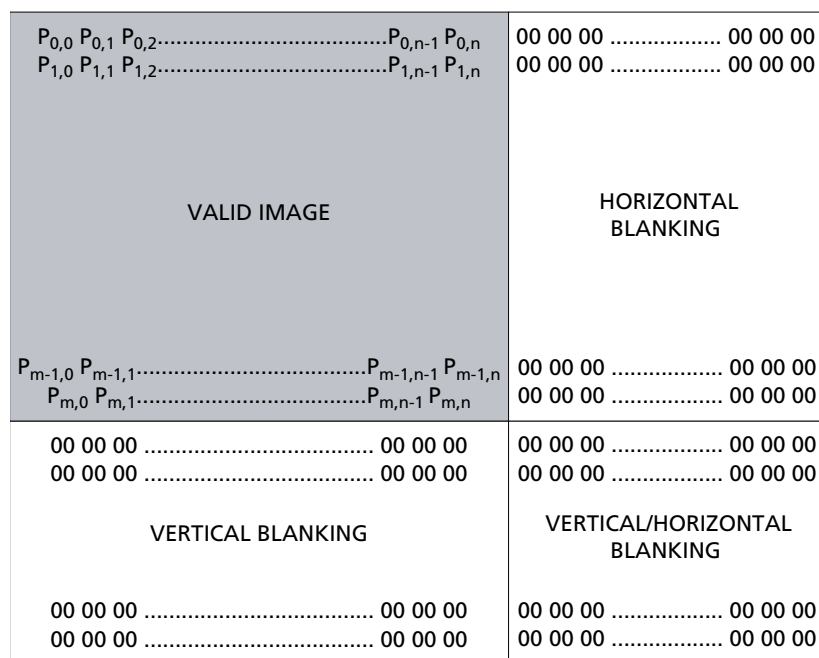 P0,0 P0,1 P0,2.....................................P0,n-1 P0,n
P1,0 P1,1 P1,2.....................................P1,n-1 P1,n
00 00 00 .................. 00 00 00
00 00 00 .................. 00 00 00
VALID IMAGE
HORIZONTAL
BLANKING
Pm-1,0 Pm-1,1.....................................Pm-1,n-1 Pm-1,n
Pm,0 Pm,1.....................................Pm,n-1 Pm,n
00 00 00 .................. 00 00 00
00 00 00 .................. 00 00 00
00 00 00 ..................................... 00 00 00
00 00 00 ..................................... 00 00 00
VERTICAL BLANKING
00 00 00 ..................................... 00 00 00
00 00 00 ..................................... 00 00 00
00 00 00 .................. 00 00 00
00 00 00 .................. 00 00 00
VERTICAL/HORIZONTAL
BLANKING
00 00 00 .................. 00 00 00
00 00 00 .................. 00 00 00